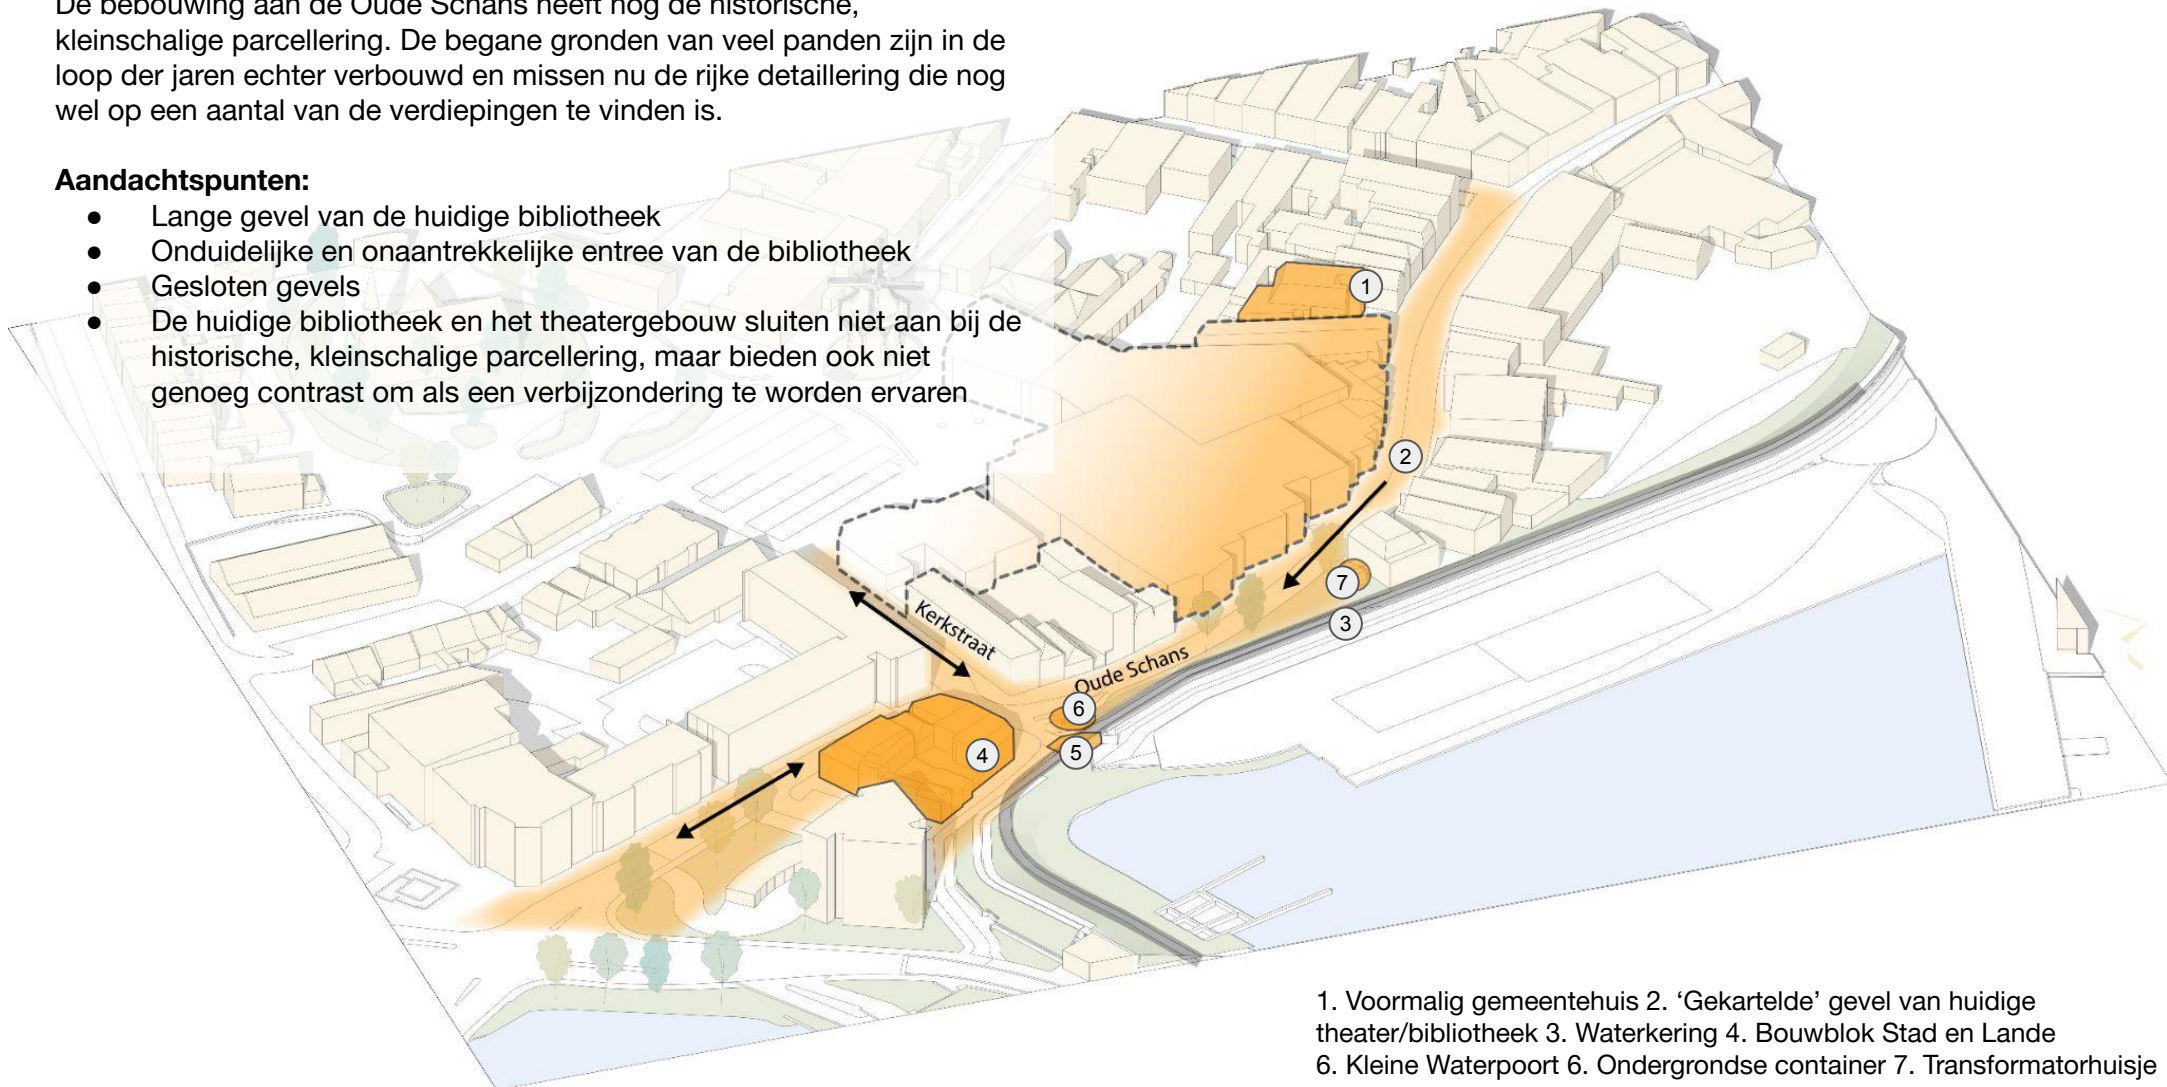 De bebouwing aan de Oude Schans heeft nog de historische,
kleinschalige parcellering. De begane gronden van veel panden zijn in de
loop der jaren echter verbouwd en missen nu de rijke detaillering die nog
wel op een aantal van de verdiepingen te vinden is.
Aandachtspunten:
● Lange gevel van de huidige bibliotheek
● Onduidelijke en onaantrekkelijke entree van de bibliotheek
● Gesloten gevels
● De huidige bibliotheek en het theatergebouw sluiten niet aan bij de
historische, kleinschalige parcellering, maar bieden ook niet
genoeg contrast om als een verbijzondering te worden ervaren
1
2
7
3
Kerkstraat
Oude Schans
6
5
4
1. Voormalig gemeentehuis 2. ‘Gekartelde’ gevel van huidige
theater/bibliotheek 3. Waterkering 4. Bouwblok Stad en Lande
6. Kleine Waterpoort 6. Ondergrondse container 7. Transformatorhuisje